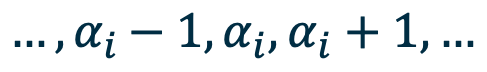 …, αᵢ − 1, αᵢ, αᵢ + 1, …